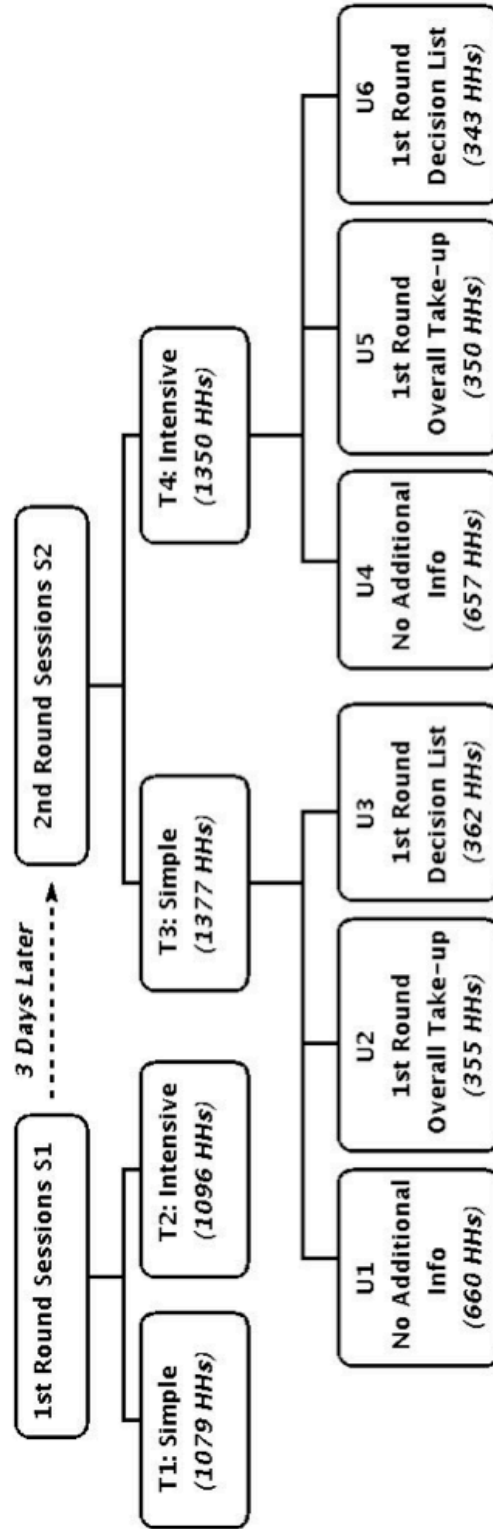 1st Round Sessions S1
3 Days Later
2nd Round Sessions S2
T1: Simple
(1079 HHs)
T2: Intensive
(1096 HHs)
T3: Simple
(1377 HHs)
T4: Intensive
(1350 HHs)
U1
No Additional
Info
(660 HHs)
U2
1st Round
Overall Take-up
(355 HHs)
U3
1st Round
Decision List
(362 HHs)
U4
No Additional
Info
(657 HHs)
U5
1st Round
Overall Take-up
(350 HHs)
U6
1st Round
Decision List
(343 HHs)